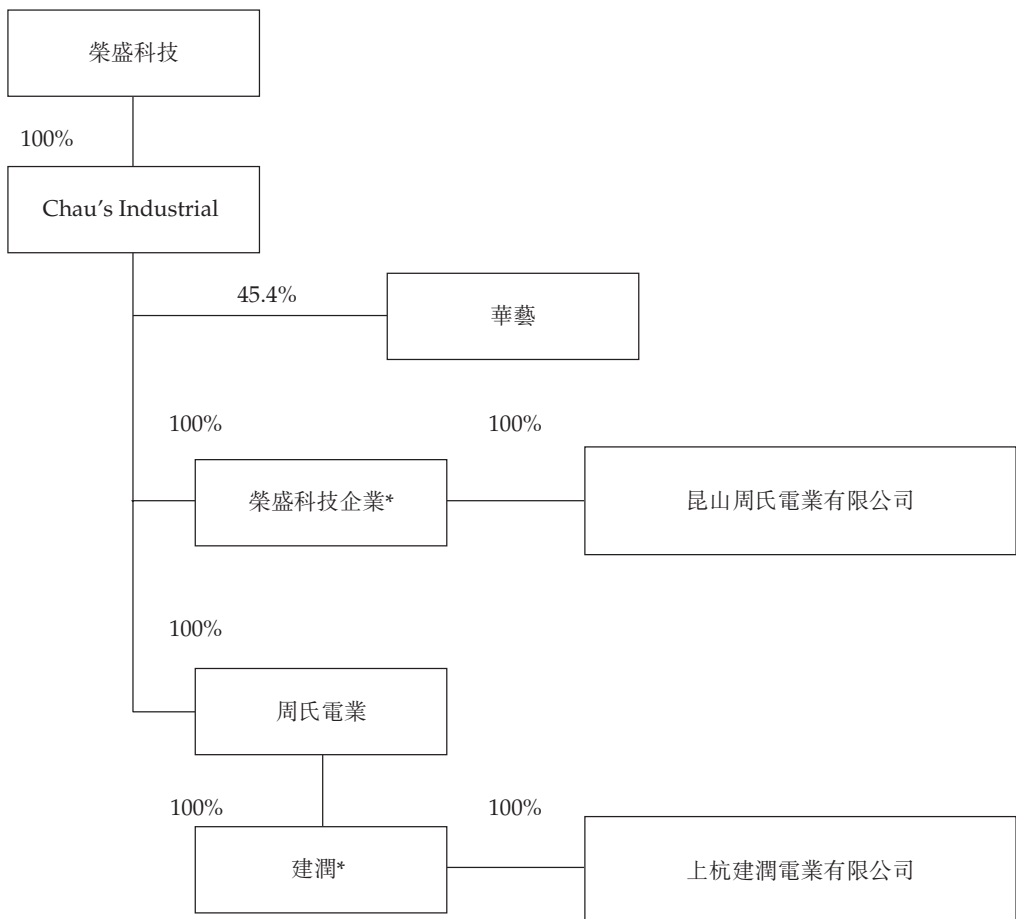 榮盛科技
100%
Chau's Industrial
45.4%
華藝
100%
100%
榮盛科技企業*
昆山周氏電業有限公司
100%
周氏電業
100%
100%
建潤*
上杭建潤電業有限公司